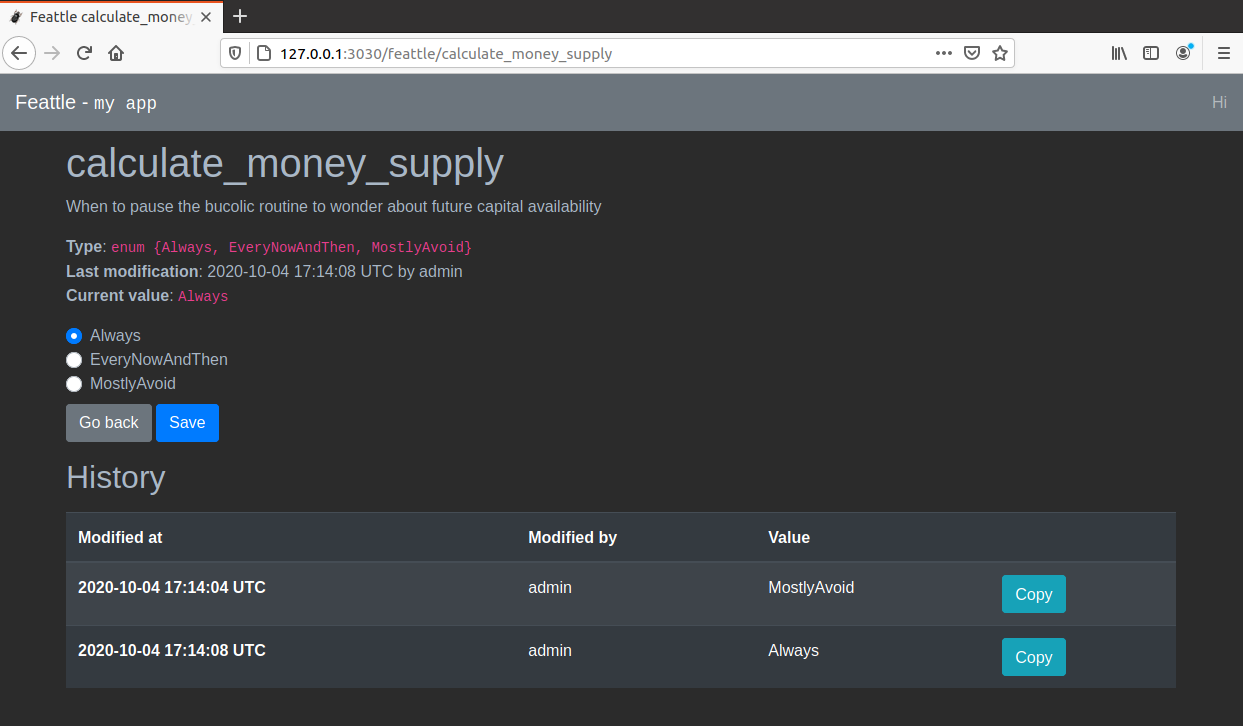 Feattle calculate_money_
127.0.0.1:3030/feattle/calculate_money_supply
Feattle - my app Hi
calculate_money_supply
When to pause the bucolic routine to wonder about future capital availability
Type: enum {Always, EveryNowAndThen, MostlyAvoid}
Last modification: 2020-10-04 17:14:08 UTC by admin
Current value: Always
Always
EveryNowAndThen
MostlyAvoid
Go back Save
History
Modified at Modified by Value
2020-10-04 17:14:04 UTC admin MostlyAvoid Copy
2020-10-04 17:14:08 UTC admin Always Copy